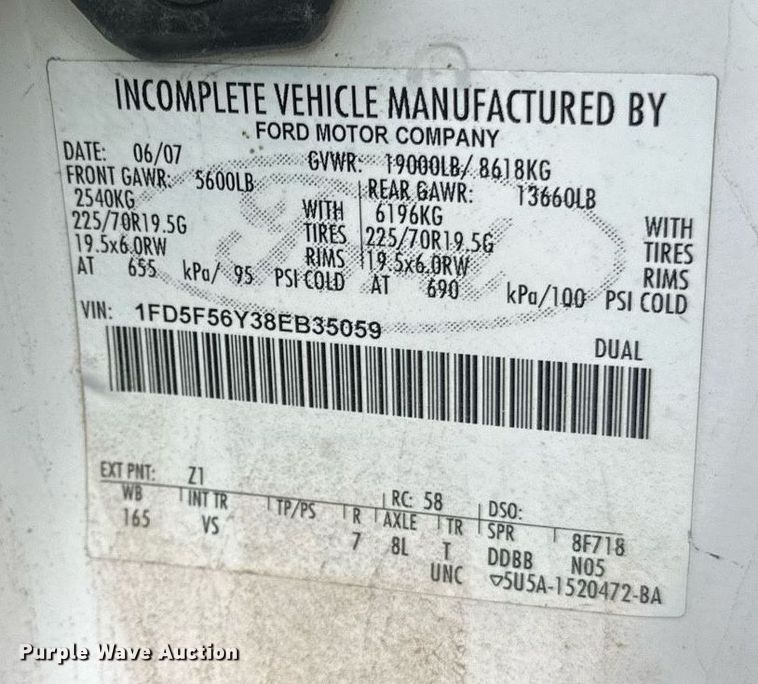 INCOMPLETE VEHICLE MANUFACTURED BY
FORD MOTOR COMPANY
DATE: 06/07 GVWR: 19000LB/ 8618KG
FRONT GAWR: 5600LB REAR GAWR: 13660LB
2540KG WITH 6196KG WITH
225/70R19.5G TIRES 225/70R19.5G TIRES
19.5x6.0RW RIMS 19.5x6.0RW RIMS
AT 655 kPa/ 95 PSI COLD AT 690 kPa/100 PSI COLD
VIN: 1FD5F56Y38EB35059 DUAL
EXT PNT: Z1 RC: 58 DSO:
WB INT TR TP/PS R AXLE TR SPR 8F718
165 VS 7 8L T DDBB N05
UNC ▽5U5A-1520472-BA
Purple Wave Auction